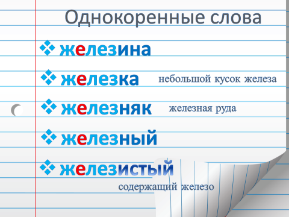 Однокоренные слова
железина
железка небольшой кусок железа
железняк железная руда
железный
железистый
содержащий железо